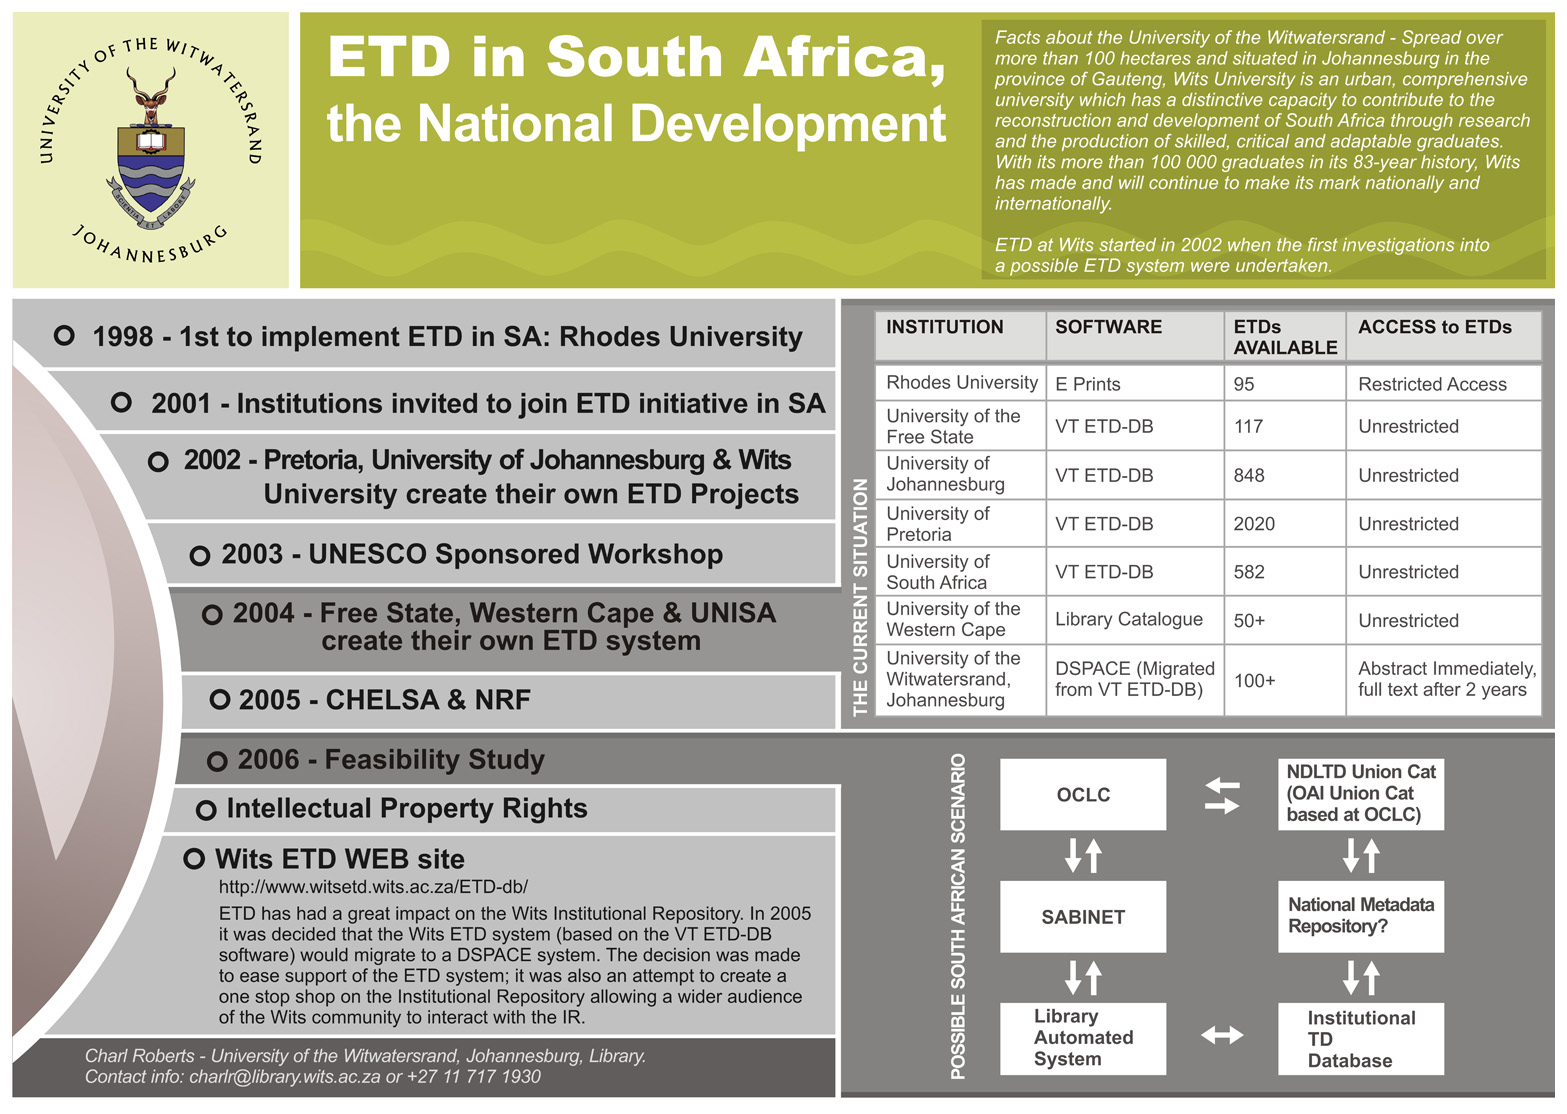 UNIVERSITY OF THE WITWATERSRAND
JOHANNESBURG
SCIENTIA
ET
LABORE
ETD in South Africa,
the National Development
Facts about the University of the Witwatersrand - Spread over
more than 100 hectares and situated in Johannesburg in the
province of Gauteng, Wits University is an urban, comprehensive
university which has a distinctive capacity to contribute to the
reconstruction and development of South Africa through research
and the production of skilled, critical and adaptable graduates.
With its more than 100 000 graduates in its 83-year history, Wits
has made and will continue to make its mark nationally and
internationally.
ETD at Wits started in 2002 when the first investigations into
a possible ETD system were undertaken.
1998 - 1st to implement ETD in SA: Rhodes University
2001 - Institutions invited to join ETD initiative in SA
2002 - Pretoria, University of Johannesburg & Wits
University create their own ETD Projects
2003 - UNESCO Sponsored Workshop
2004 - Free State, Western Cape & UNISA
create their own ETD system
2005 - CHELSA & NRF
2006 - Feasibility Study
Intellectual Property Rights
Wits ETD WEB site
http://www.witsetd.wits.ac.za/ETD-db/
ETD has had a great impact on the Wits Institutional Repository. In 2005
it was decided that the Wits ETD system (based on the VT ETD-DB
software) would migrate to a DSPACE system. The decision was made
to ease support of the ETD system; it was also an attempt to create a
one stop shop on the Institutional Repository allowing a wider audience
of the Wits community to interact with the IR.
Charl Roberts - University of the Witwatersrand, Johannesburg, Library.
Contact info: charlr@library.wits.ac.za or +27 11 717 1930
THE CURRENT SITUATION
INSTITUTION SOFTWARE ETDs ACCESS to ETDs
AVAILABLE
Rhodes University E Prints 95 Restricted Access
University of the
Free State VT ETD-DB 117 Unrestricted
University of
Johannesburg VT ETD-DB 848 Unrestricted
University of
Pretoria VT ETD-DB 2020 Unrestricted
University of
South Africa VT ETD-DB 582 Unrestricted
University of the
Western Cape Library Catalogue 50+ Unrestricted
University of the
Witwatersrand, DSPACE (Migrated Abstract Immediately,
Johannesburg from VT ETD-DB) 100+ full text after 2 years
POSSIBLE SOUTH AFRICAN SCENARIO
OCLC
NDLTD Union Cat
(OAI Union Cat
based at OCLC)
SABINET
National Metadata
Repository?
Library
Automated
System
Institutional
TD
Database